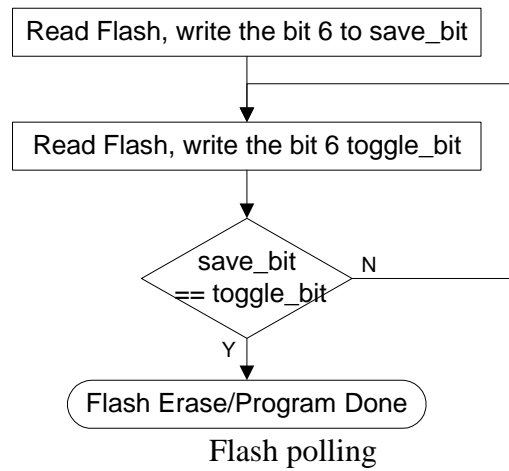 Read Flash, write the bit 6 to save_bit
Read Flash, write the bit 6 toggle_bit
save_bit
== toggle_bit
N
Y
Flash Erase/Program Done
Flash polling